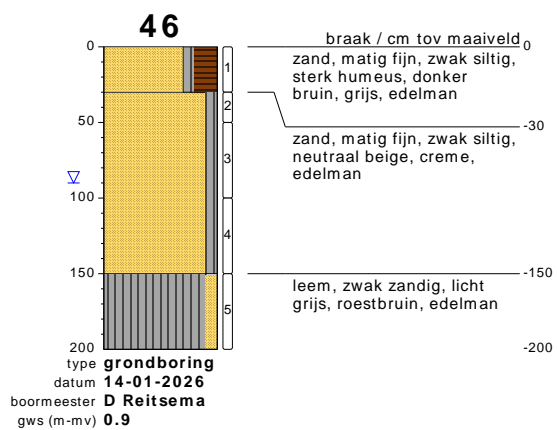 46
braak / cm tov maaiveld
0
0
1
zand, matig fijn, zwak siltig,
sterk humeus, donker
bruin, grijs, edelman
2
50
-30
3
zand, matig fijn, zwak siltig,
neutraal beige, creme,
edelman
100
4
150
-150
5
leem, zwak zandig, licht
grijs, roestbruin, edelman
200
-200
type grondboring
datum 14-01-2026
boormeester D Reitsema
gws (m-mv) 0.9